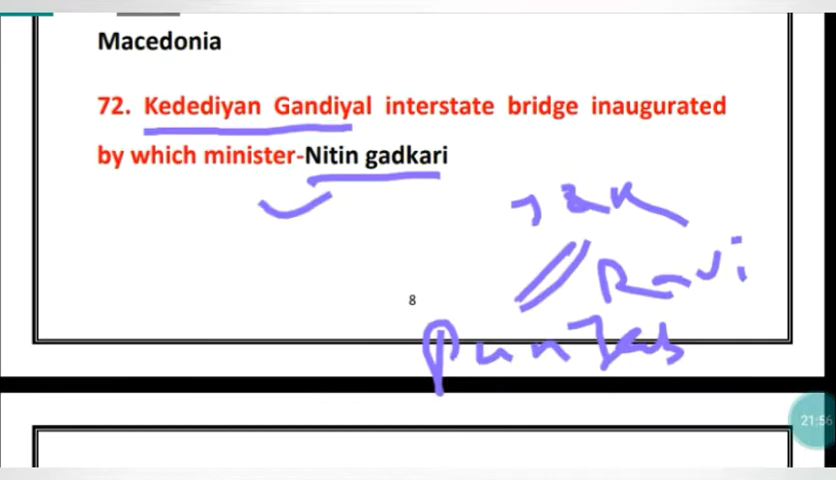 Macedonia
72. Kedediyan Gandiyal interstate bridge inaugurated
by which minister-Nitin gadkari
J&K
Ravi
Punjab
8
21:56